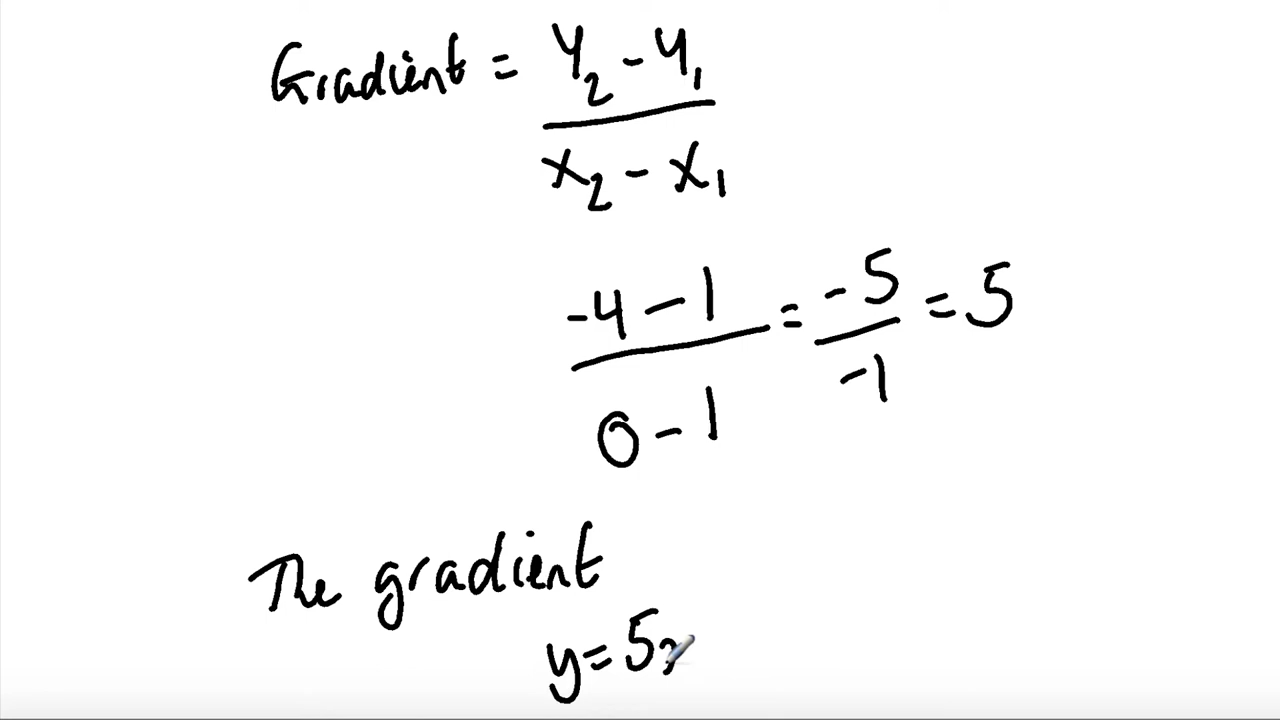 Gradient = y₂ - y₁
x₂ - x₁
-4 - 1 = -5 = 5
0 - 1 -1
The gradient
y = 5